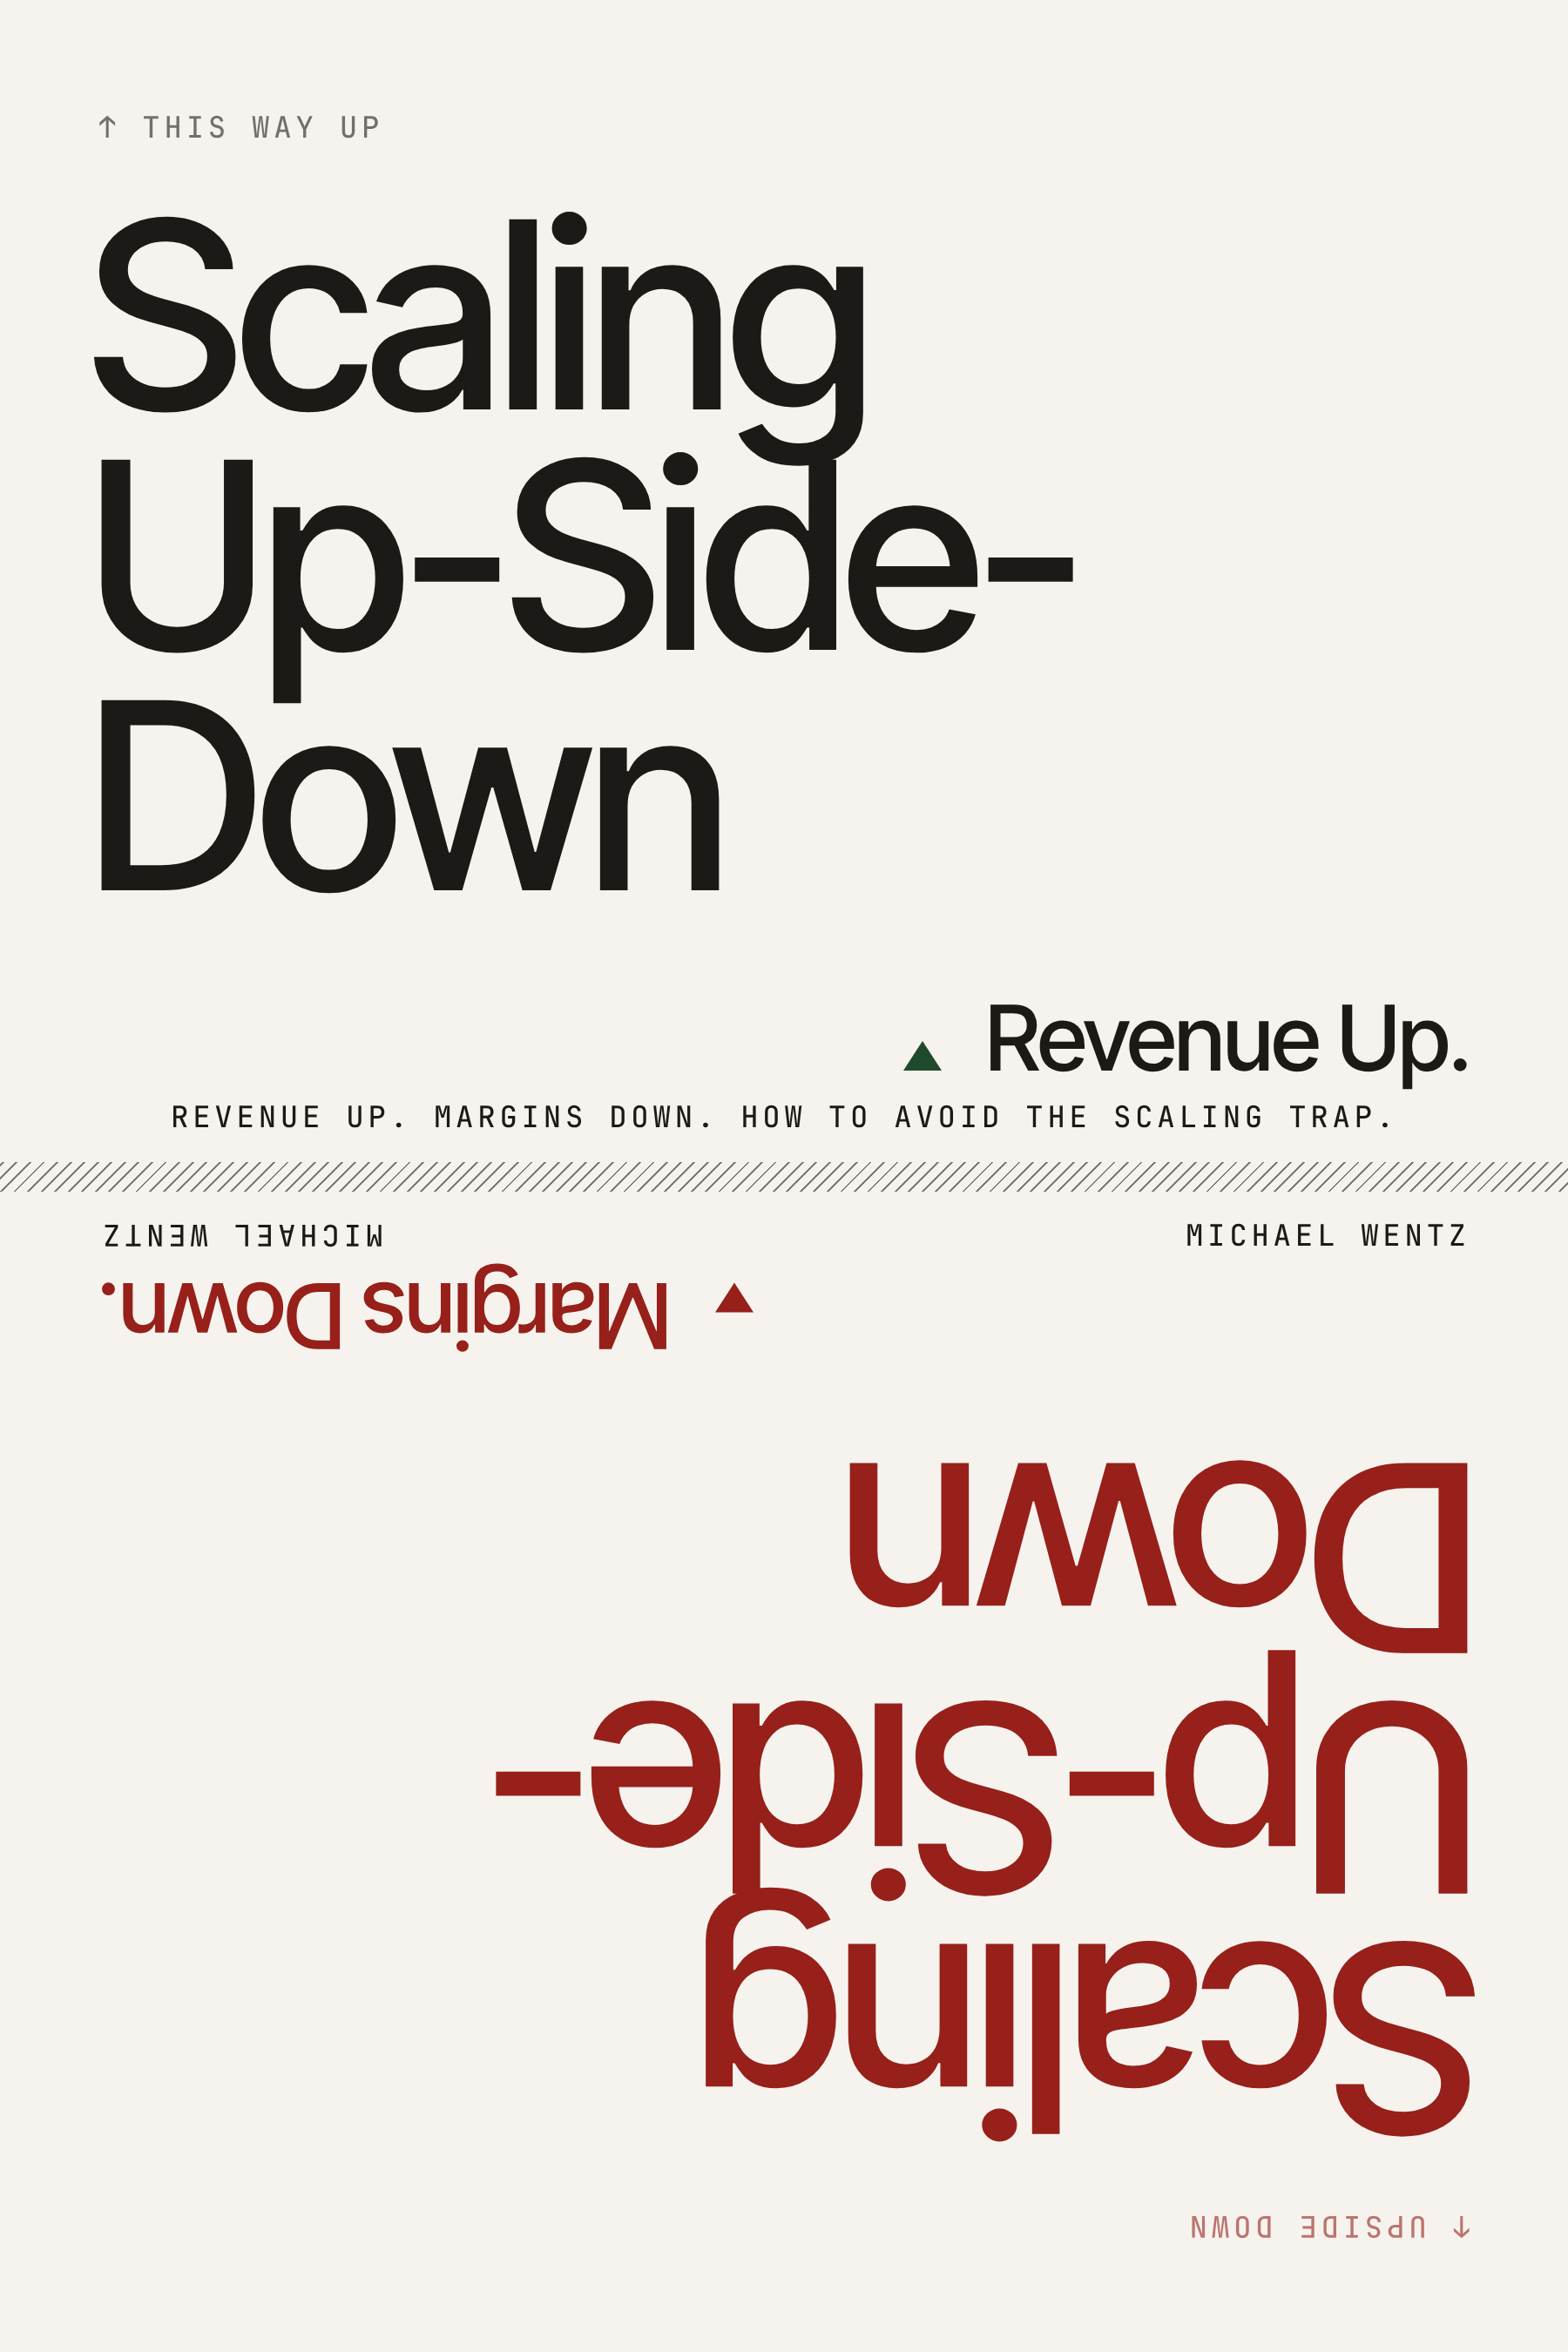 ↑ THIS WAY UP
Scaling
Up-Side-
Down
▲ Revenue Up.
REVENUE UP. MARGINS DOWN. HOW TO AVOID THE SCALING TRAP.
MICHAEL WENTZ
MICHAEL WENTZ
▼ Margins Down.
Scaling
Up-Side-
Down
↑ UPSIDE DOWN